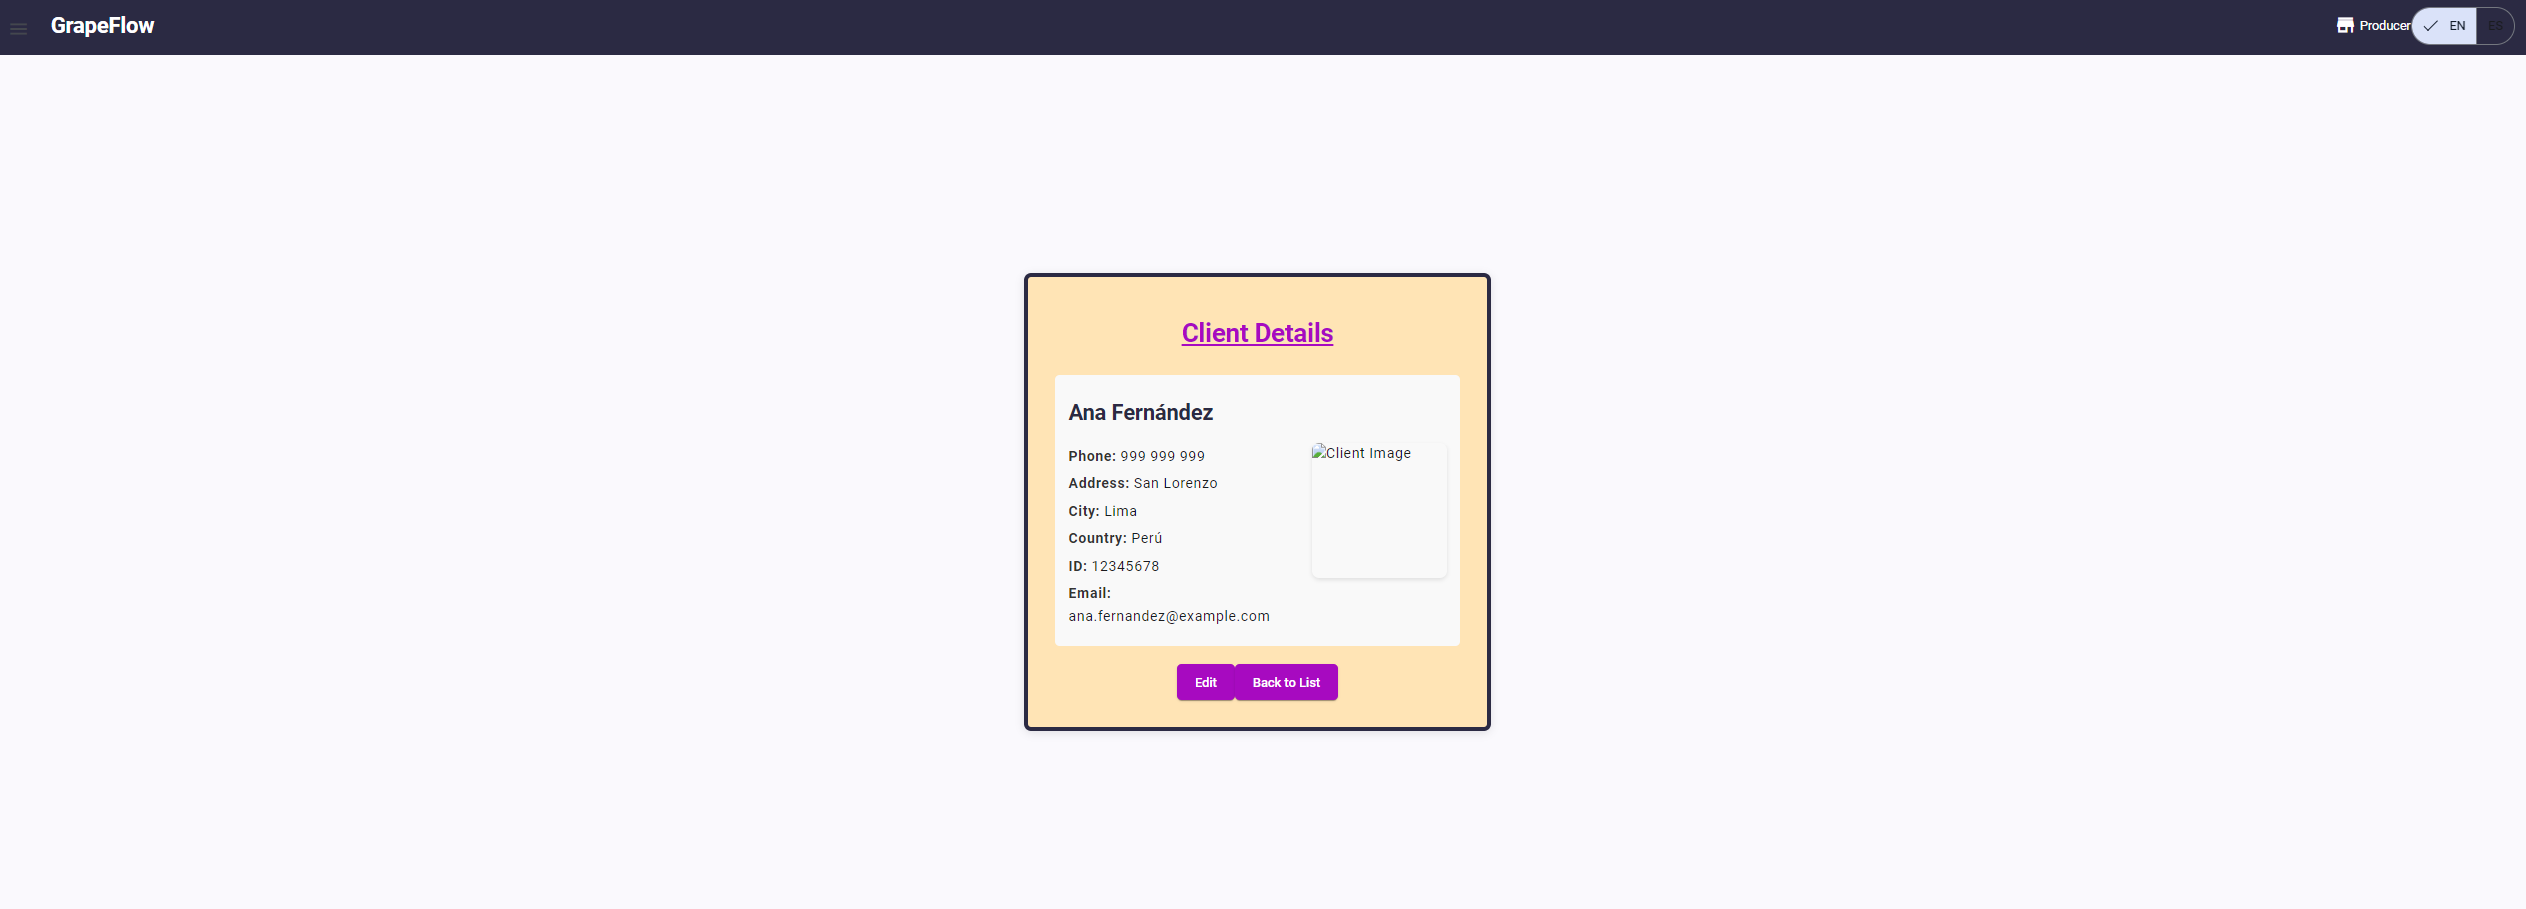 GrapeFlow
Producer
EN
ES
Client Details
Ana Fernández
Phone: 999 999 999
Address: San Lorenzo
City: Lima
Country: Perú
ID: 12345678
Email:
ana.fernandez@example.com
Client Image
Edit
Back to List